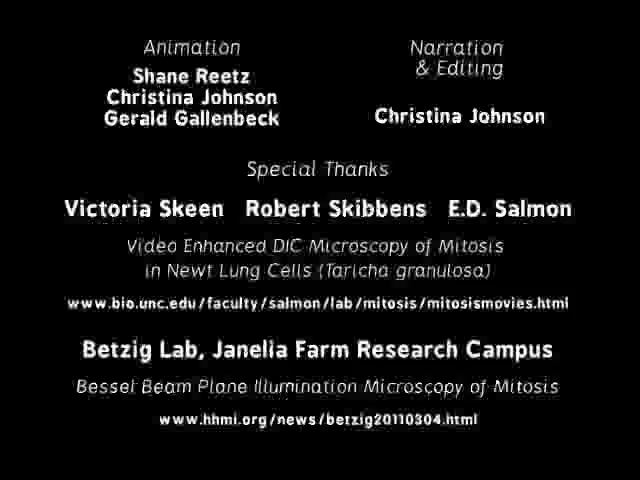 Animation
Shane Reetz
Christina Johnson
Gerald Gallenbeck
Narration
& Editing
Christina Johnson
Special Thanks
Victoria Skeen Robert Skibbens E.D. Salmon
Video Enhanced DIC Microscopy of Mitosis
in Newt Lung Cells (Taricha granulosa)
www.bio.unc.edu/faculty/salmon/lab/mitosis/mitosismovies.html
Betzig Lab, Janelia Farm Research Campus
Bessel Beam Plane Illumination Microscopy of Mitosis
www.hhmi.org/news/betzig20110304.html